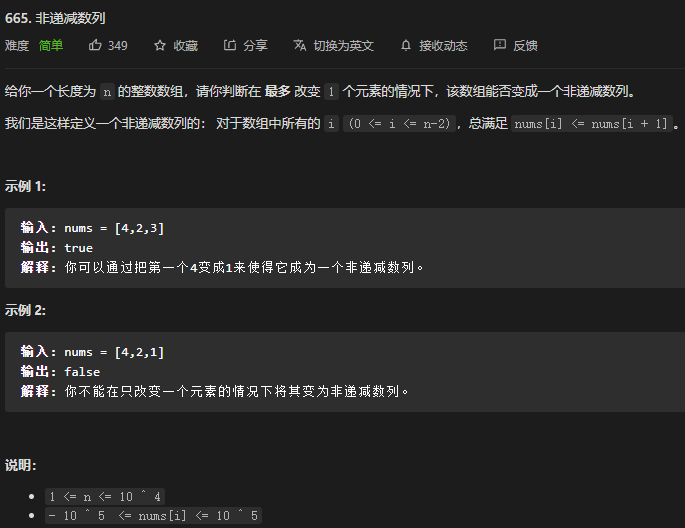 665. 非递减数列
难度 简单 349 收藏 分享 切换为英文 接收动态 反馈
给你一个长度为 n 的整数数组，请你判断在 最多 改变 1 个元素的情况下，该数组能否变成一个非递减数列。
我们是这样定义一个非递减数列的： 对于数组中所有的 i (0 <= i <= n-2)，总满足 nums[i] <= nums[i + 1]。
示例 1:
输入: nums = [4,2,3]
输出: true
解释: 你可以通过把第一个4变成1来使得它成为一个非递减数列。
示例 2:
输入: nums = [4,2,1]
输出: false
解释: 你不能在只改变一个元素的情况下将其变为非递减数列。
说明：
1 <= n <= 10 ^ 4
- 10 ^ 5 <= nums[i] <= 10 ^ 5